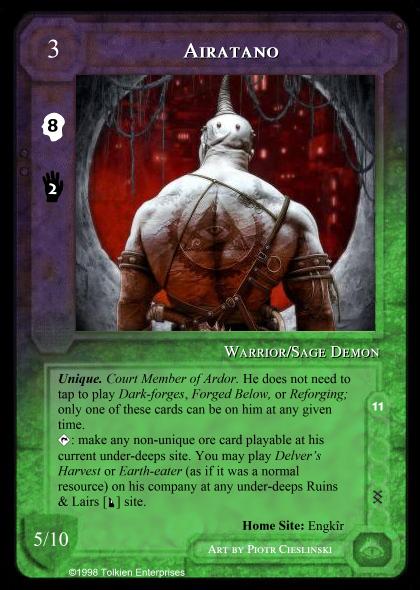 3
AIRATANO
8
2
WARRIOR/SAGE DEMON
Unique. Court Member of Ardor. He does not need to
tap to play Dark-forges, Forged Below, or Reforging;
only one of these cards can be on him at any given
time.
: make any non-unique ore card playable at his
current under-deeps site. You may play Delver's
Harvest or Earth-eater (as if it was a normal
resource) on his company at any under-deeps Ruins
& Lairs [ ] site.
11
Home Site: Engkîr
5/10
ART BY PIOTR CIESLINSKI
©1998 Tolkien Enterprises